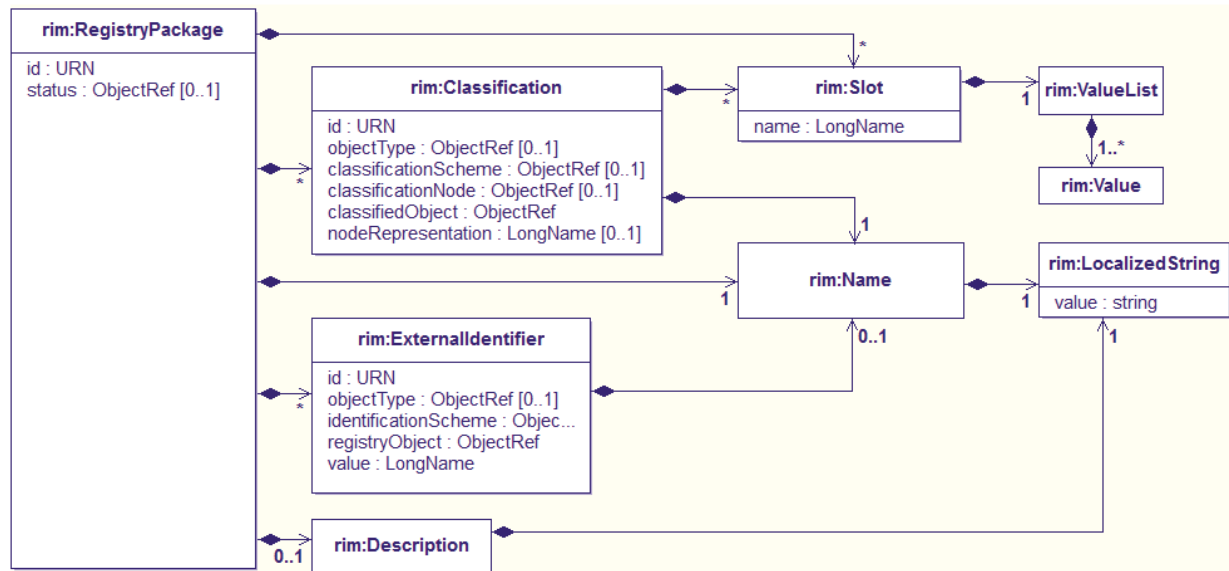 rim:RegistryPackage
id : URN
status : ObjectRef [0..1]
*
rim:Classification
id : URN
objectType : ObjectRef [0..1]
classificationScheme : ObjectRef [0..1]
classificationNode : ObjectRef [0..1]
classifiedObject : ObjectRef
nodeRepresentation : LongName [0..1]
*
*
rim:Slot
name : LongName
1
rim:ValueList
1..*
rim:Value
1
1
rim:Name
1
rim:LocalizedString
value : string
0..1
1
rim:ExternalIdentifier
id : URN
objectType : ObjectRef [0..1]
identificationScheme : Objec...
registryObject : ObjectRef
value : LongName
*
0..1
rim:Description